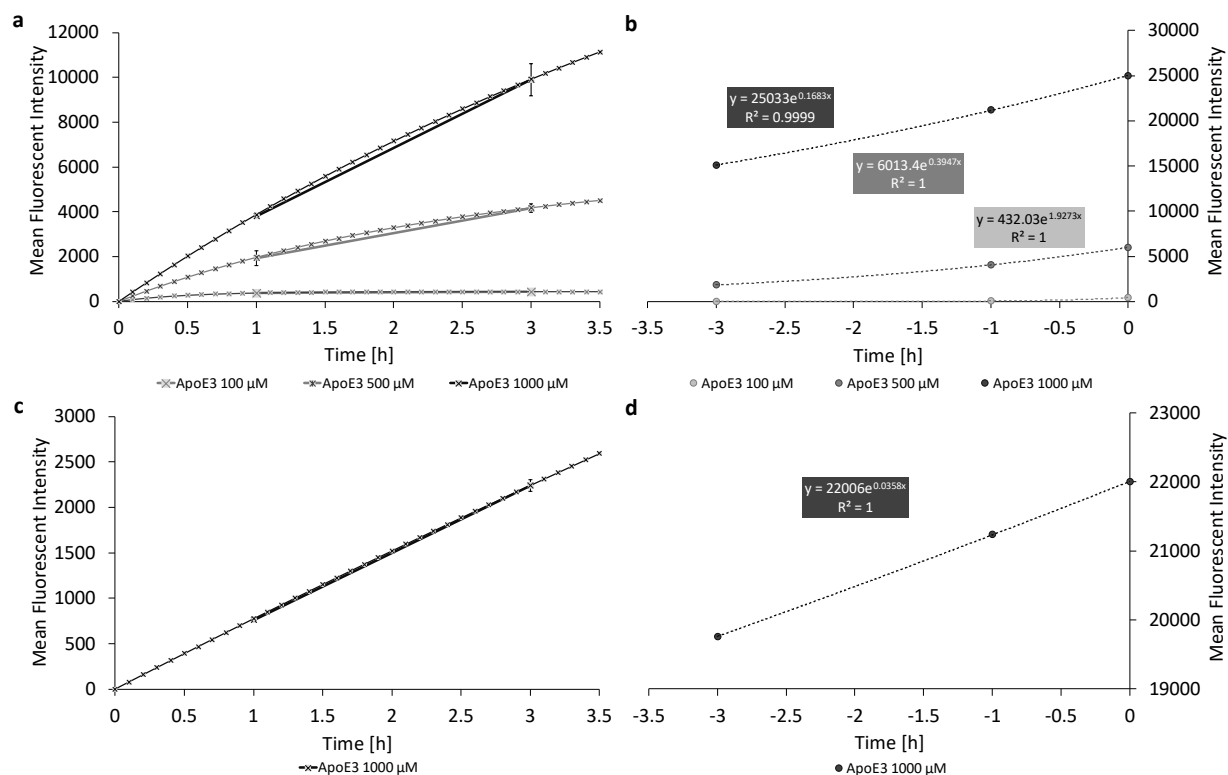 a
12000
10000
8000
6000
4000
2000
0
Mean Fluorescent Intensity
0 0.5 1 1.5 2 2.5 3 3.5
Time [h]
ApoE3 100 µM ApoE3 500 µM ApoE3 1000 µM
b
y = 25033e^0.1683x
R² = 0.9999
y = 6013.4e^0.3947x
R² = 1
y = 432.03e^1.9273x
R² = 1
30000
25000
20000
15000
10000
5000
0
Mean Fluorescent Intensity
-3.5 -3 -2.5 -2 -1.5 -1 -0.5 0
Time [h]
ApoE3 100 µM ApoE3 500 µM ApoE3 1000 µM
c
3000
2500
2000
1500
1000
500
0
Mean Fluorescent Intensity
0 0.5 1 1.5 2 2.5 3 3.5
Time [h]
ApoE3 1000 µM
d
y = 22006e^0.0358x
R² = 1
23000
22000
21000
20000
19000
Mean Fluorescent Intensity
-3.5 -3 -2.5 -2 -1.5 -1 -0.5 0
Time [h]
ApoE3 1000 µM